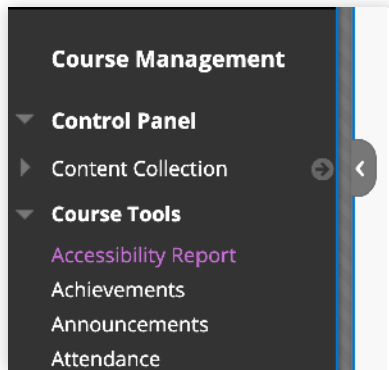 Course Management
Control Panel
Content Collection
Course Tools
Accessibility Report
Achievements
Announcements
Attendance